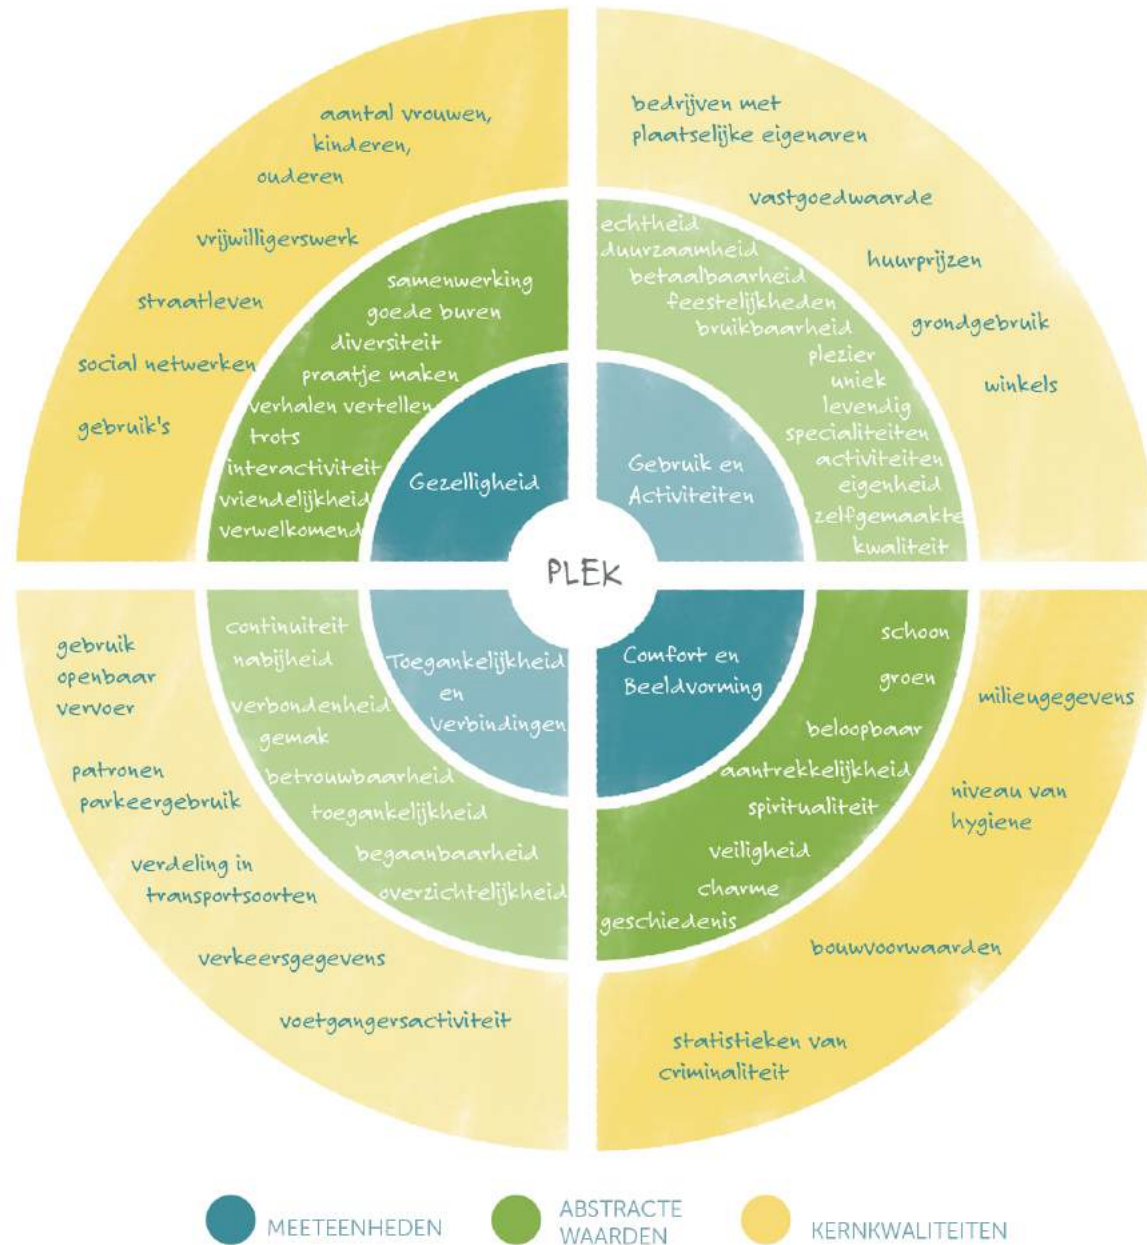 aantal vrouwen,
kinderen,
ouderen
vrijwilligerswerk
straatleven
social netwerken
gebruik's
samenwerking
goede buren
diversiteit
praatje maken
verhalen vertellen
trots
interactiviteit
vriendelijkheid
verwelkomend
Gezelligheid
bedrijven met
plaatselijke eigenaren
vastgoedwaarde
huurprijzen
grondgebruik
winkels
echtheid
duurzaamheid
betaalbaarheid
feestelijkheden
bruikbaarheid
plezier
uniek
levendig
specialiteiten
activiteiten
eigenheid
zelfgemaakte
kwaliteit
Gebruik en
Activiteiten
PLEK
Toegankelijkheid
en
Verbindingen
continuiteit
nabijheid
verbondenheid
gemak
betrouwbaarheid
toegankelijkheid
begaanbaarheid
overzichtelijkheid
gebruik
openbaar
vervoer
patronen
parkeergebruik
verdeling in
transportsoorten
verkeersgegevens
voetgangersactiviteit
Comfort en
Beeldvorming
schoon
groen
beloopbaar
aantrekkelijkheid
spiritualiteit
veiligheid
charme
geschiedenis
milieugegevens
niveau van
hygiene
bouwvoorwaarden
statistieken van
criminaliteit
MEETEENHEDEN
ABSTRACTE
WAARDEN
KERNKWALITEITEN